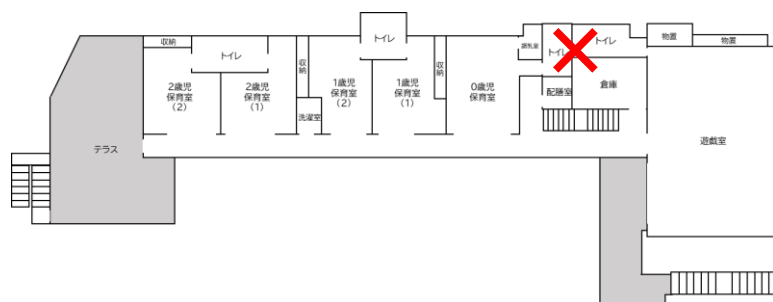 収納
トイレ
2歳児
保育室
(2)
2歳児
保育室
(1)
収納
洗濯室
トイレ
1歳児
保育室
(2)
1歳児
保育室
(1)
収納
0歳児
保育室
調乳室
トイレ
トイレ
配膳室
倉庫
物置
物置
遊戯室
テラス